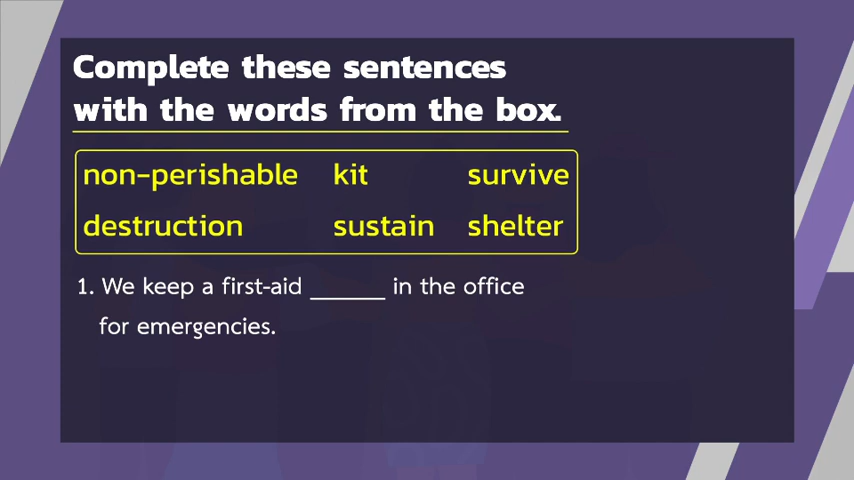 Complete these sentences
with the words from the box.
non-perishable kit survive
destruction sustain shelter
1. We keep a first-aid ______ in the office
for emergencies.